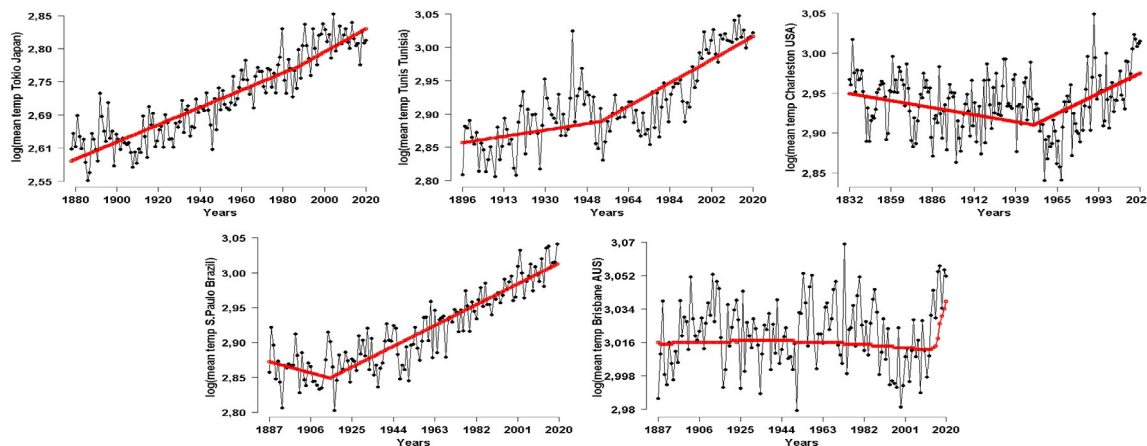 log(mean temp Tokio Japan)
2,85
2,80
2,75
2,69
2,61
2,55
1880 1900 1920 1940 1960 1980 2000 2020
Years
log(mean temp Tunis Tunisia)
3,05
3,00
2,95
2,90
2,85
2,80
1896 1913 1930 1948 1966 1984 2002 2020
Years
log(mean temp Charleston USA)
3,05
3,00
2,95
2,90
2,85
1832 1859 1886 1912 1939 1965 1993 202
Years
log(mean temp S.Paulo Brazil)
3,05
3,00
2,95
2,90
2,85
2,80
1887 1906 1925 1944 1963 1982 2001 2020
Years
log(mean temp Brisbane AUS)
3,07
3,052
3,034
3,016
2,998
2,98
1887 1906 1925 1944 1963 1982 2001 2020
Years